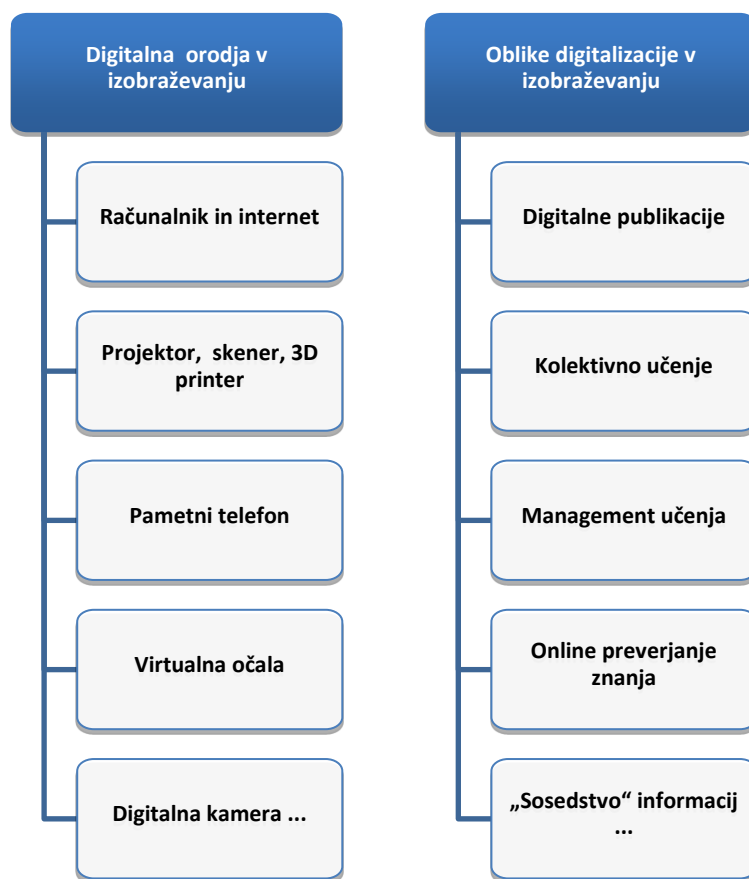 Digitalna orodja v
izobraževanju
Računalnik in internet
Projektor, skener, 3D
printer
Pametni telefon
Virtualna očala
Digitalna kamera ...
Oblike digitalizacije v
izobraževanju
Digitalne publikacije
Kolektivno učenje
Management učenja
Online preverjanje
znanja
„Sosedstvo“ informacij
...